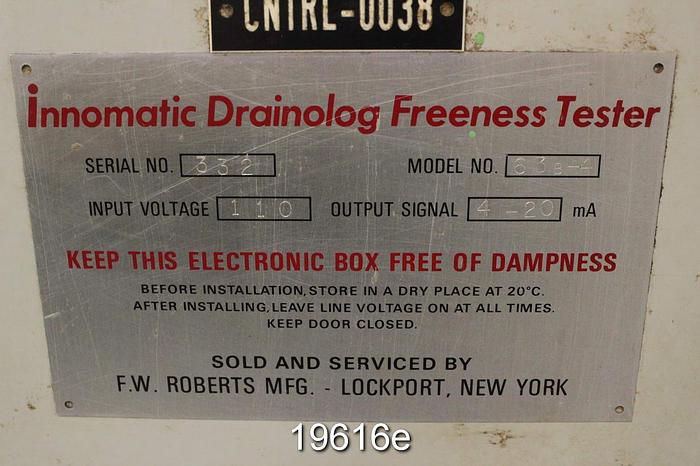 CNTRL-0038
innomatic Drainolog Freeness Tester
SERIAL NO. 332 MODEL NO. 63B-4
INPUT VOLTAGE 110 OUTPUT SIGNAL 4-20 mA
KEEP THIS ELECTRONIC BOX FREE OF DAMPNESS
BEFORE INSTALLATION, STORE IN A DRY PLACE AT 20°C.
AFTER INSTALLING, LEAVE LINE VOLTAGE ON AT ALL TIMES.
KEEP DOOR CLOSED.
SOLD AND SERVICED BY
F.W. ROBERTS MFG. - LOCKPORT, NEW YORK
19616e